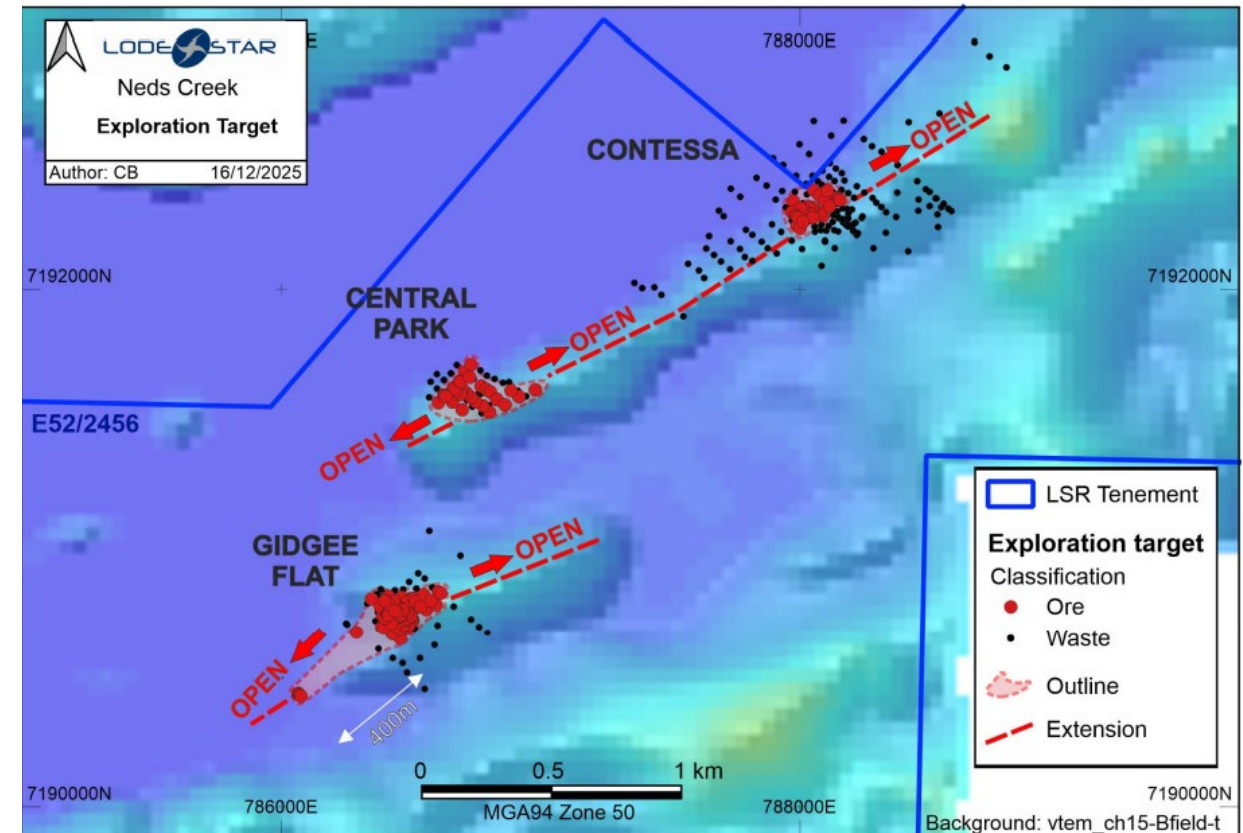 LODESTAR
Neds Creek
Exploration Target
Author: CB 16/12/2025
E
788000E
CONTESSA
OPEN
7192000N
7192000N
CENTRAL
PARK
OPEN
OPEN
E52/2456
GIDGEE
FLAT
OPEN
OPEN
400m
LSR Tenement
Exploration target
Classification
Ore
Waste
Outline
Extension
0 0.5 1 km
MGA94 Zone 50
7190000N
786000E
788000E
7190000N
Background: vtem_ch15-Bfield-t